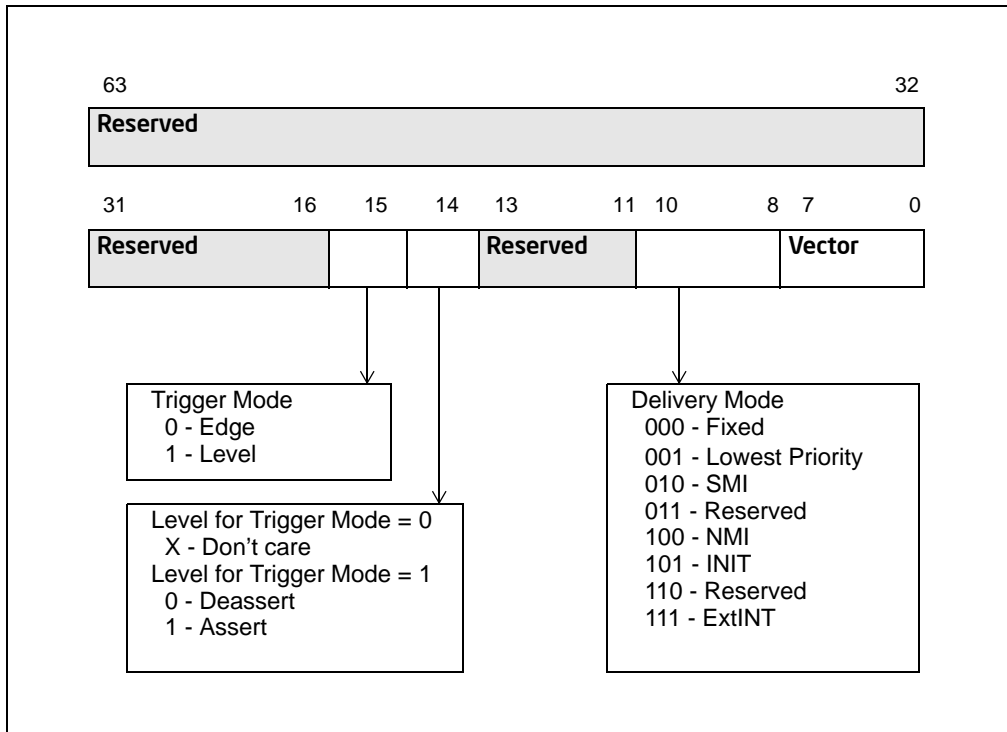 63 32
Reserved
31 16 15 14 13 11 10 8 7 0
Reserved Reserved Vector
Trigger Mode
0 - Edge
1 - Level
Level for Trigger Mode = 0
X - Don’t care
Level for Trigger Mode = 1
0 - Deassert
1 - Assert
Delivery Mode
000 - Fixed
001 - Lowest Priority
010 - SMI
011 - Reserved
100 - NMI
101 - INIT
110 - Reserved
111 - ExtINT